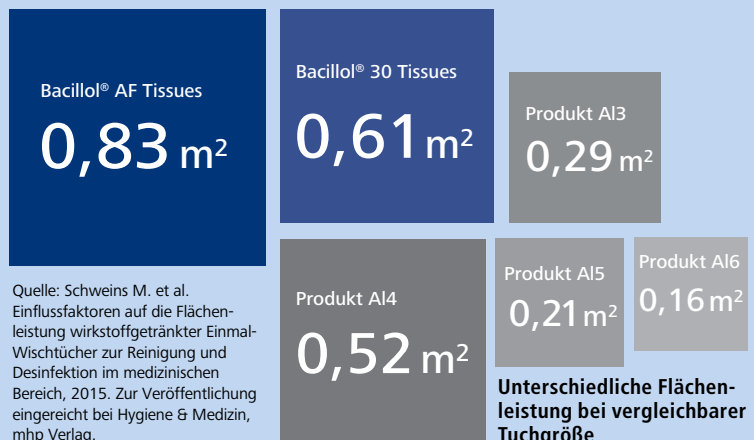 Bacillol® AF Tissues
0,83 m²
Bacillol® 30 Tissues
0,61 m²
Produkt Al3
0,29 m²
Produkt Al4
0,52 m²
Produkt Al5
0,21 m²
Produkt Al6
0,16 m²
Quelle: Schweins M. et al.
Einflussfaktoren auf die Flächen-
leistung wirkstoffgetränkter Einmal-
Wischtücher zur Reinigung und
Desinfektion im medizinischen
Bereich, 2015. Zur Veröffentlichung
eingereicht bei Hygiene & Medizin,
mhp Verlag.
Unterschiedliche Flächen-
leistung bei vergleichbarer
Tuchgröße